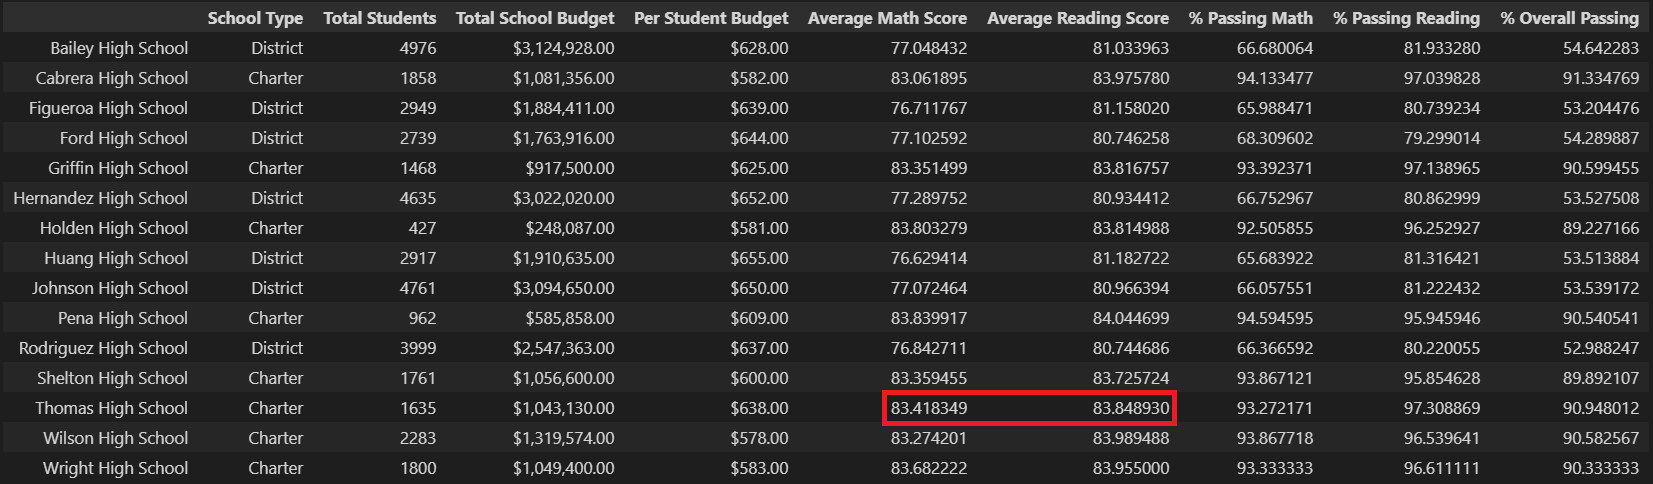 School Type Total Students Total School Budget Per Student Budget Average Math Score Average Reading Score % Passing Math % Passing Reading % Overall Passing
Bailey High School District 4976 $3,124,928.00 $628.00 77.048432 81.033963 66.680064 81.933280 54.642283
Cabrera High School Charter 1858 $1,081,356.00 $582.00 83.061895 83.975780 94.133477 97.039828 91.334769
Figueroa High School District 2949 $1,884,411.00 $639.00 76.711767 81.158020 65.988471 80.739234 53.204476
Ford High School District 2739 $1,763,916.00 $644.00 77.102592 80.746258 68.309602 79.299014 54.289887
Griffin High School Charter 1468 $917,500.00 $625.00 83.351499 83.816757 93.392371 97.138965 90.599455
Hernandez High School District 4635 $3,022,020.00 $652.00 77.289752 80.934412 66.752967 80.862999 53.527508
Holden High School Charter 427 $248,087.00 $581.00 83.803279 83.814988 92.505855 96.252927 89.227166
Huang High School District 2917 $1,910,635.00 $655.00 76.629414 81.182722 65.683922 81.316421 53.513884
Johnson High School District 4761 $3,094,650.00 $650.00 77.072464 80.966394 66.057551 81.222432 53.539172
Pena High School Charter 962 $585,858.00 $609.00 83.839917 84.044699 94.594595 95.945946 90.540541
Rodriguez High School District 3999 $2,547,363.00 $637.00 76.842711 80.744686 66.366592 80.220055 52.988247
Shelton High School Charter 1761 $1,056,600.00 $600.00 83.359455 83.725724 93.867121 95.854628 89.892107
Thomas High School Charter 1635 $1,043,130.00 $638.00 83.418349 83.848930 93.272171 97.308869 90.948012
Wilson High School Charter 2283 $1,319,574.00 $578.00 83.274201 83.989488 93.867718 96.539641 90.582567
Wright High School Charter 1800 $1,049,400.00 $583.00 83.682222 83.955000 93.333333 96.611111 90.333333